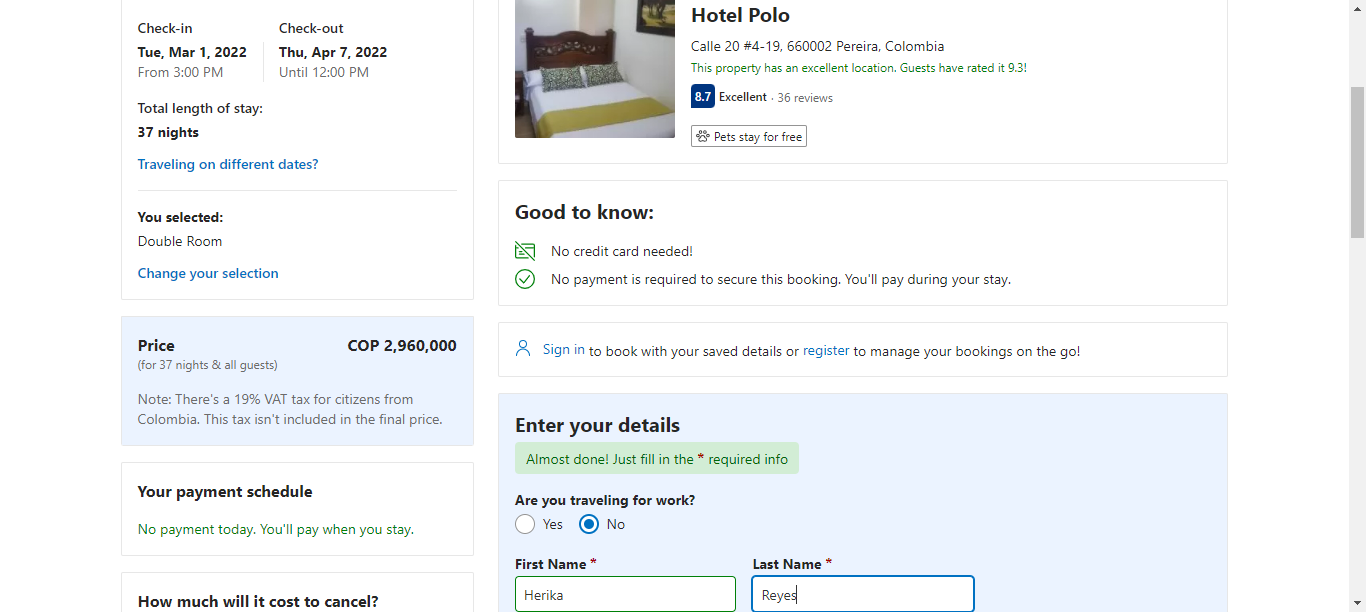 Check-in
Check-out
Tue, Mar 1, 2022
Thu, Apr 7, 2022
From 3:00 PM
Until 12:00 PM
Total length of stay:
37 nights
Traveling on different dates?
You selected:
Double Room
Change your selection
Price
COP 2,960,000
(for 37 nights & all guests)
Note: There's a 19% VAT tax for citizens from
Colombia. This tax isn't included in the final price.
Your payment schedule
No payment today. You'll pay when you stay.
How much will it cost to cancel?
Hotel Polo
Calle 20 #4-19, 660002 Pereira, Colombia
This property has an excellent location. Guests have rated it 9.3!
8.7 Excellent · 36 reviews
Pets stay for free
Good to know:
No credit card needed!
No payment is required to secure this booking. You'll pay during your stay.
Sign in to book with your saved details or register to manage your bookings on the go!
Enter your details
Almost done! Just fill in the * required info
Are you traveling for work?
Yes
No
First Name *
Last Name *
Herika
Reyes